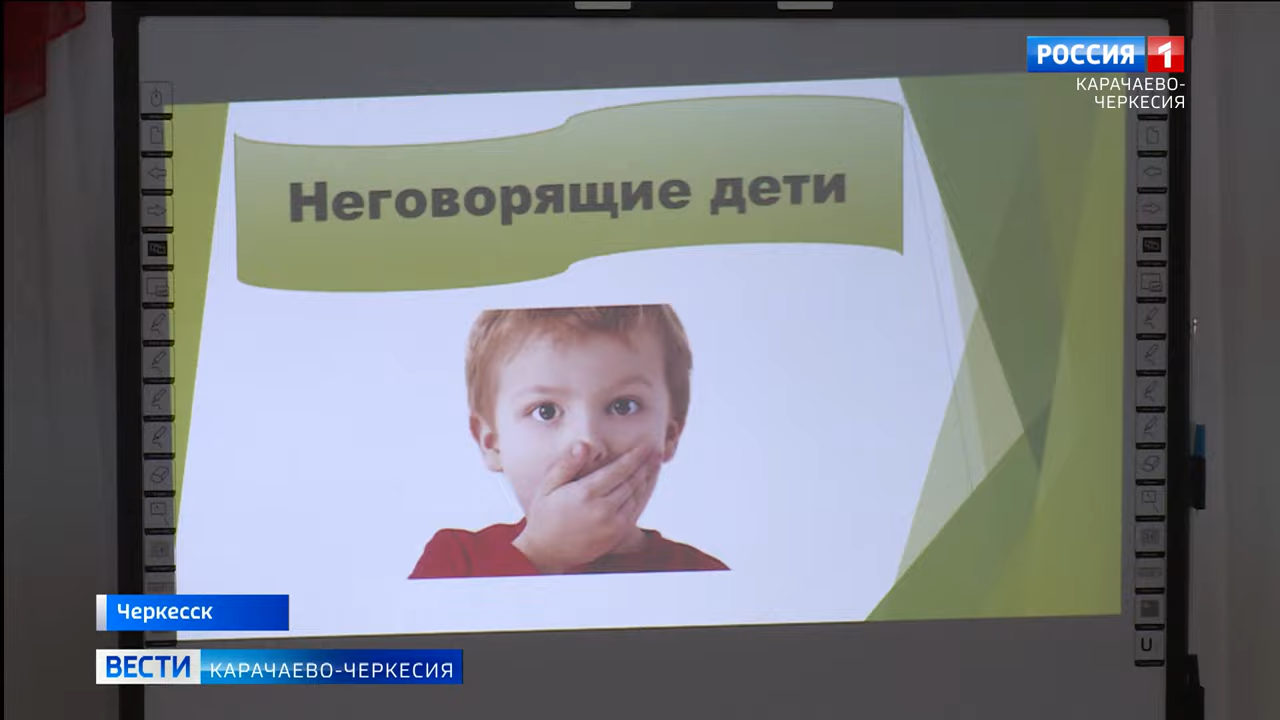 РОССИЯ 1
КАРАЧАЕВО-
ЧЕРКЕСИЯ
Неговорящие дети
U
Черкесск
ВЕСТИ КАРАЧАЕВО-ЧЕРКЕСИЯ